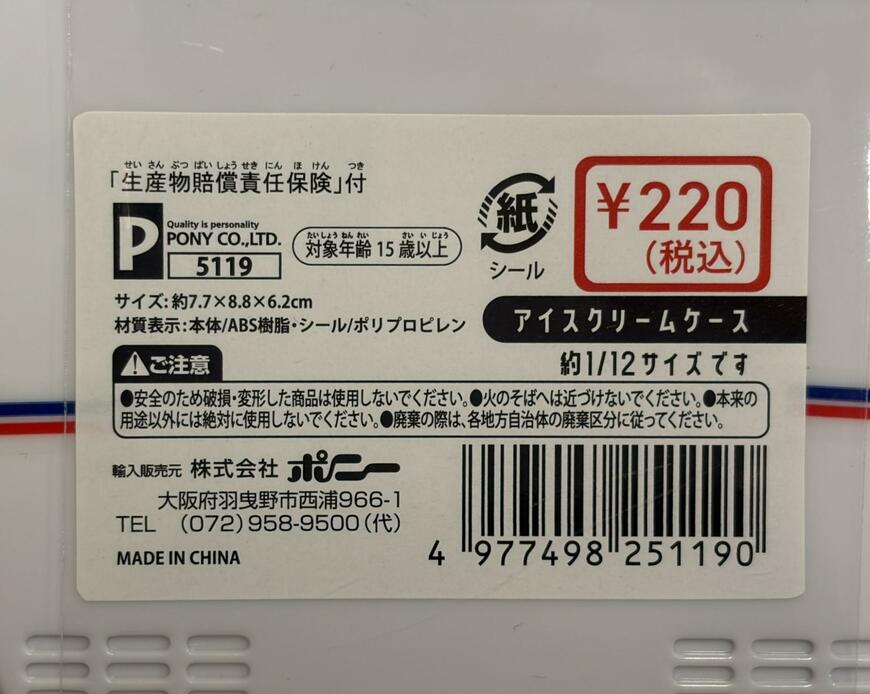 せいさんぶつばいしょうせきにんほけん つき
「生産物賠償責任保険」付
P
Quality is personality
PONY CO.,LTD.
5119
たいしょうねんれい さいいじょう
対象年齢15歳以上
紙
シール
¥220
(税込)
サイズ:約7.7×8.8×6.2cm
材質表示:本体/ABS樹脂・シール/ポリプロピレン
アイスクリームケース
約1/12サイズです
ご注意
●安全のため破損・変形した商品は使用しないでください。●火のそばへは近づけないでください。●本来の
用途以外には絶対に使用しないでください。●廃棄の際は、各地方自治体の廃棄区分に従ってください。
輸入販売元 株式会社 ポニー
大阪府羽曳野市西浦966-1
TEL (072)958-9500(代)
MADE IN CHINA
4 977498 251190